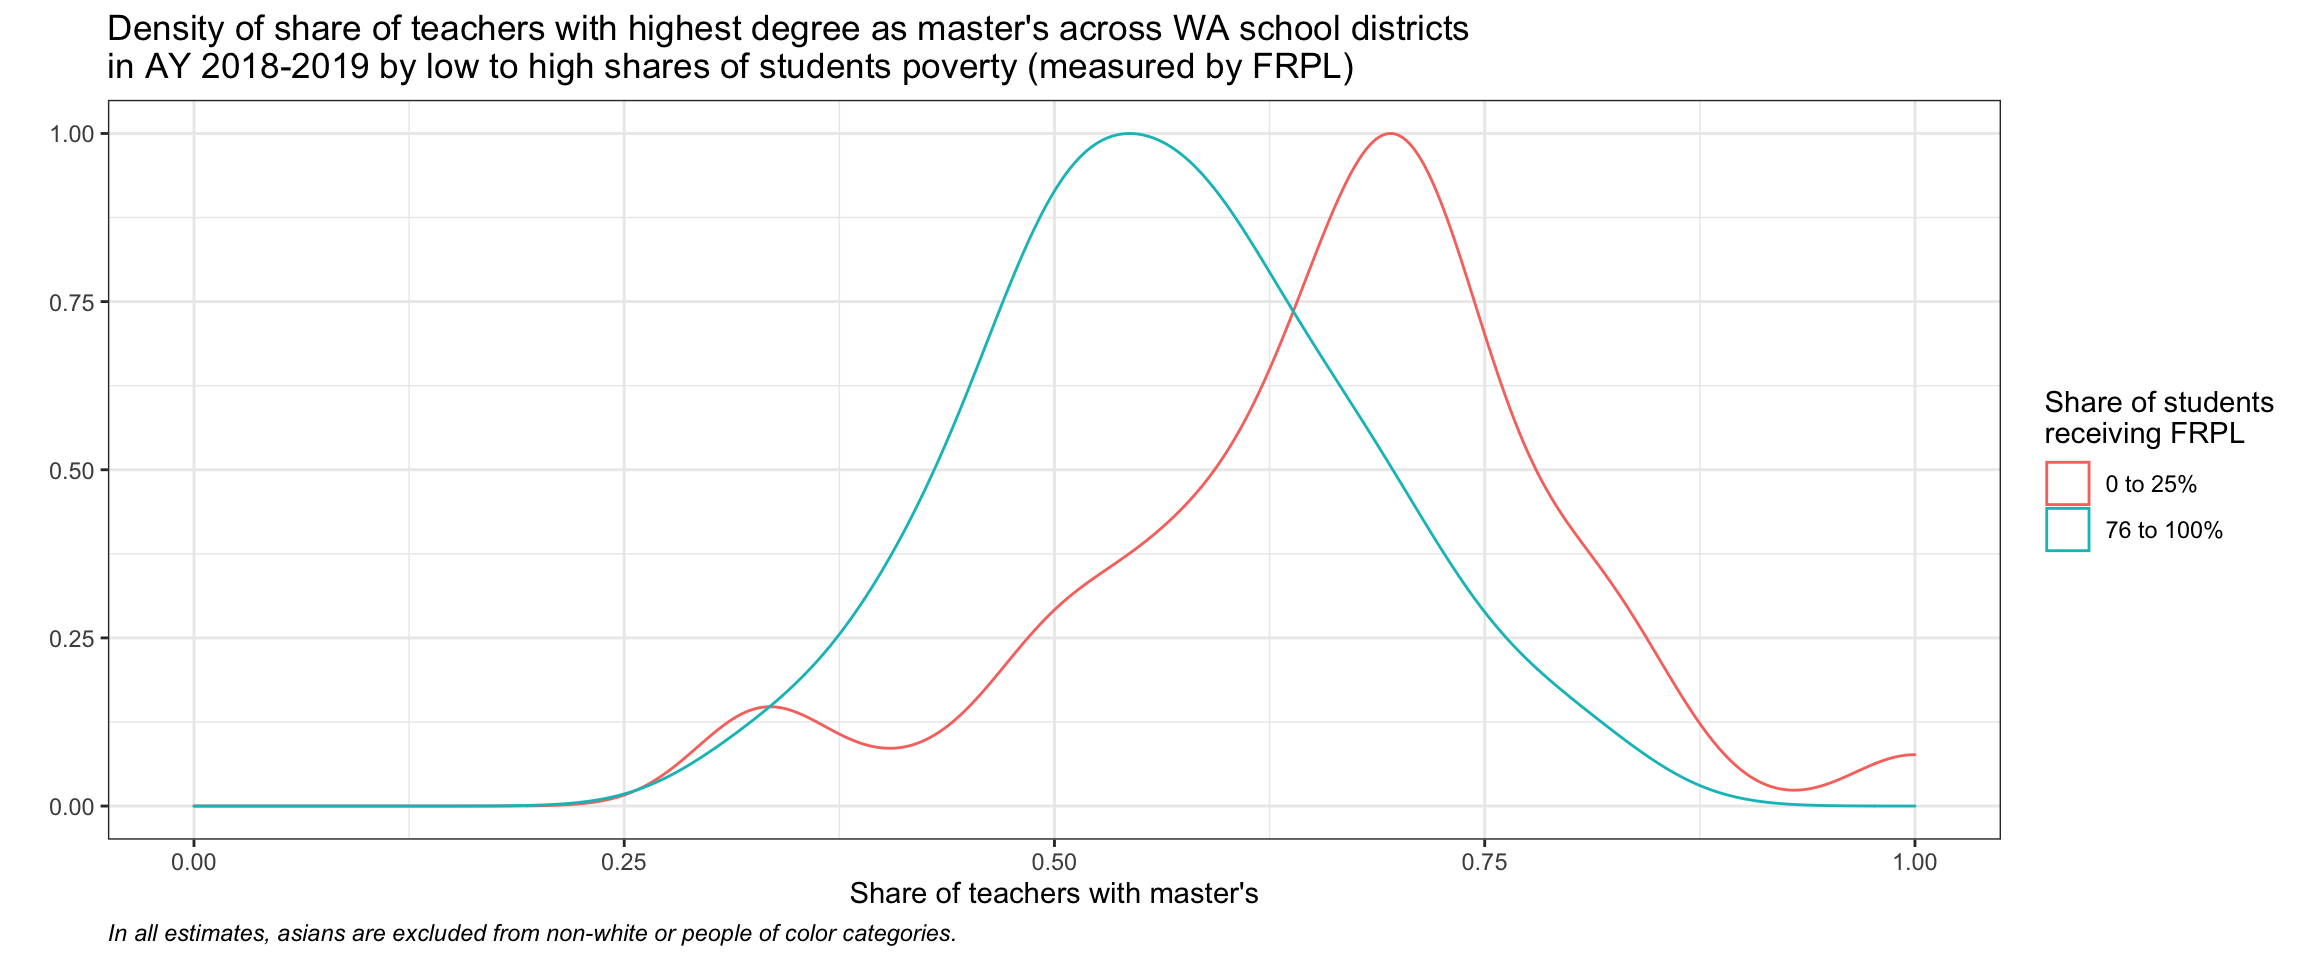 Density of share of teachers with highest degree as master's across WA school districts
in AY 2018-2019 by low to high shares of students poverty (measured by FRPL)
1.00
0.75
0.50
0.25
0.00
0.00 0.25 0.50 0.75 1.00
Share of teachers with master's
In all estimates, asians are excluded from non-white or people of color categories.
Share of students
receiving FRPL
0 to 25%
76 to 100%